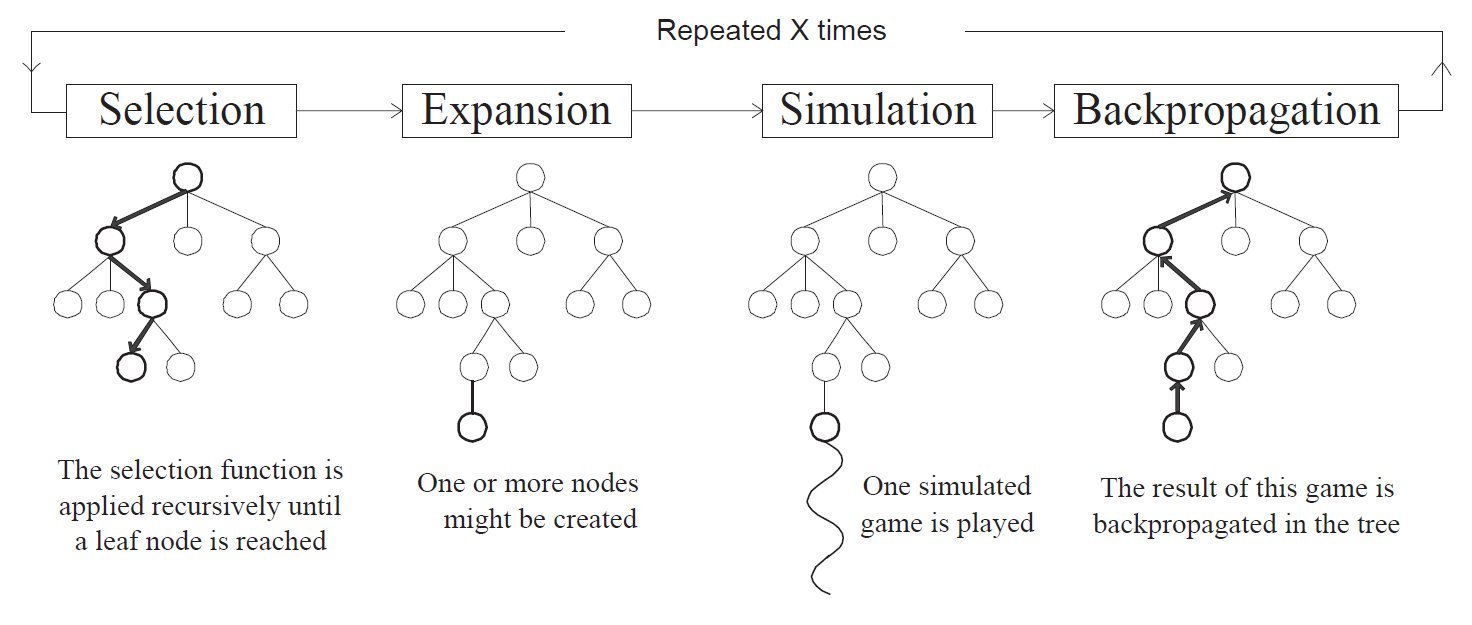 Repeated X times
Selection
Expansion
Simulation
Backpropagation
The selection function is
applied recursively until
a leaf node is reached
One or more nodes
might be created
One simulated
game is played
The result of this game is
backpropagated in the tree